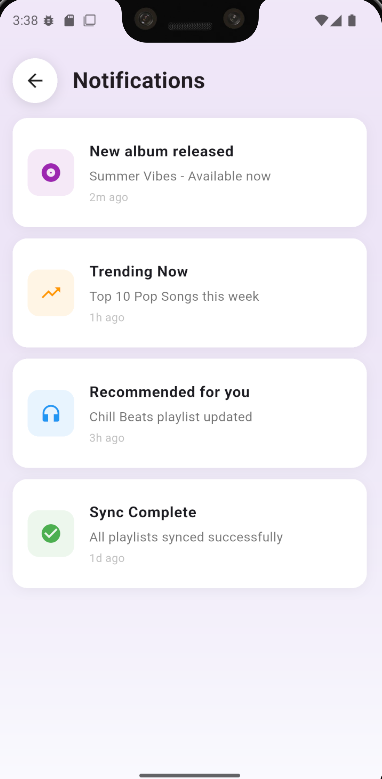 3:38
Notifications
New album released
Summer Vibes - Available now
2m ago
Trending Now
Top 10 Pop Songs this week
1h ago
Recommended for you
Chill Beats playlist updated
3h ago
Sync Complete
All playlists synced successfully
1d ago